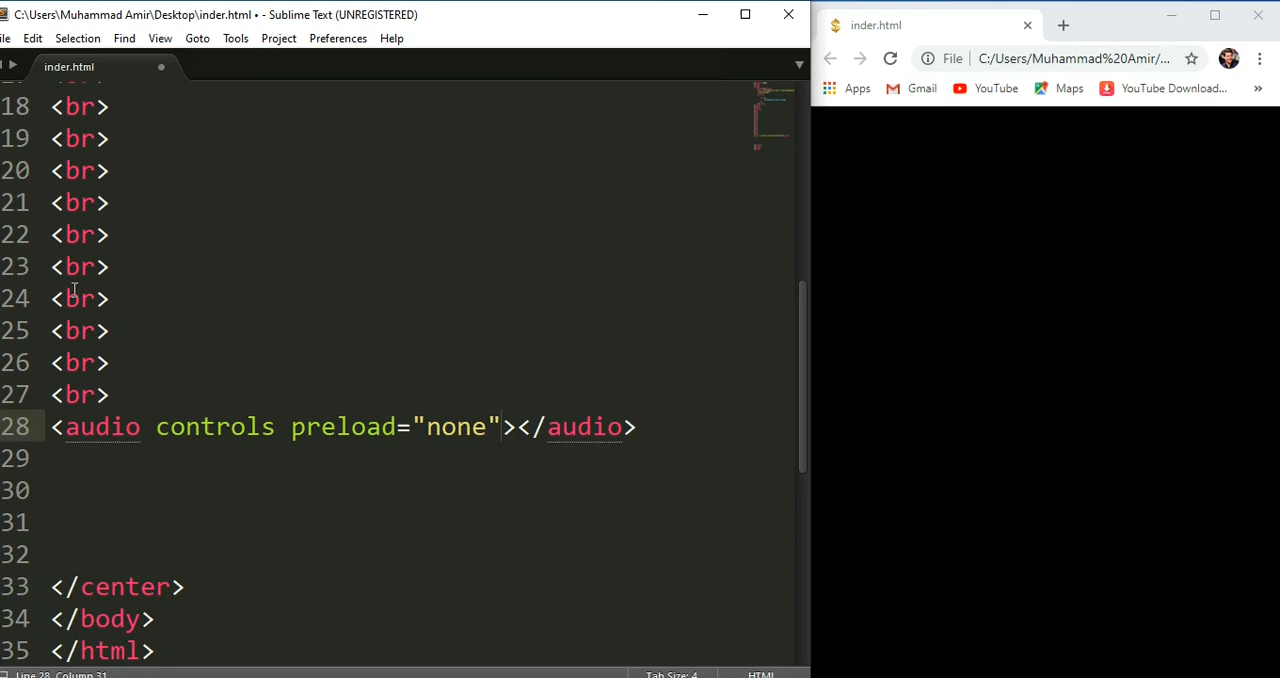 C:\Users\Muhammad Amir\Desktop\inder.html • - Sublime Text (UNREGISTERED)
ile Edit Selection Find View Goto Tools Project Preferences Help
inder.html
18 <br>
19 <br>
20 <br>
21 <br>
22 <br>
23 <br>
24 <br>
25 <br>
26 <br>
27 <br>
28 <audio controls preload="none"></audio>
29
30
31
32
33 </center>
34 </body>
35 </html>
Line 28, Column 31 Tab Size: 4 HTML
inder.html
File C:/Users/Muhammad%20Amir/...
Apps Gmail YouTube Maps YouTube Download... »